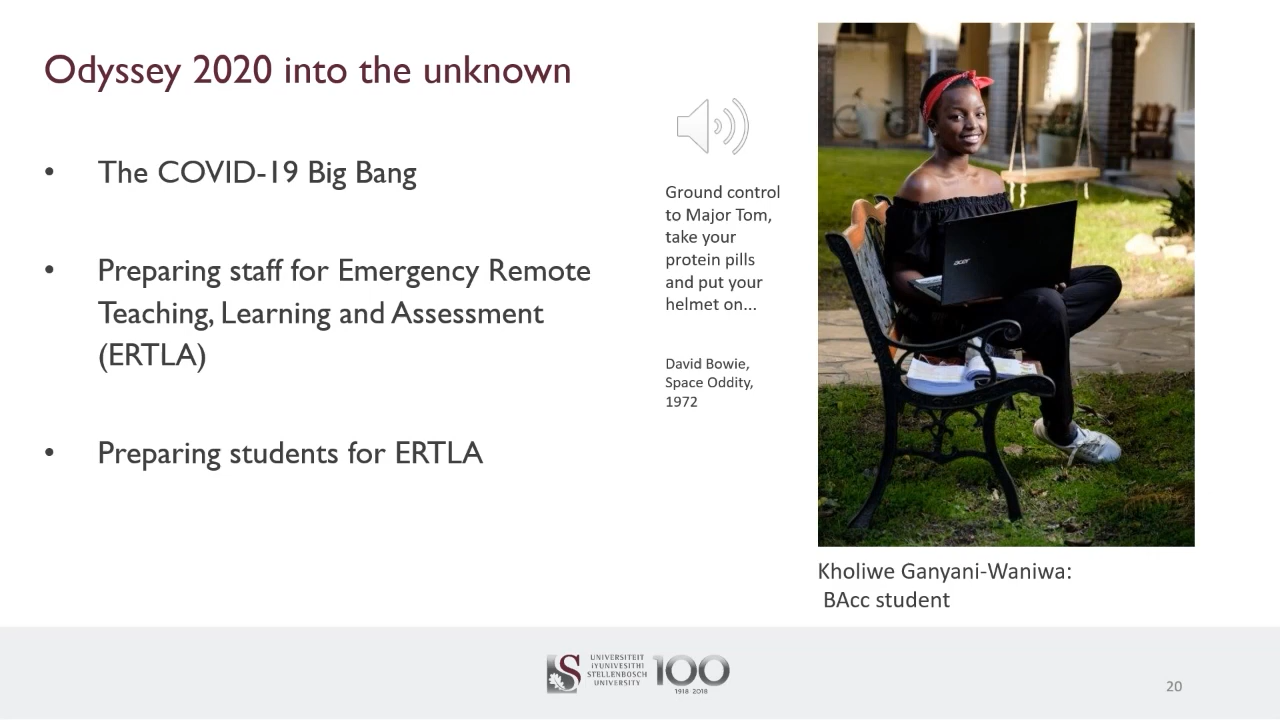 Odyssey 2020 into the unknown
• The COVID-19 Big Bang
• Preparing staff for Emergency Remote
Teaching, Learning and Assessment
(ERTLA)
• Preparing students for ERTLA
Ground control
to Major Tom,
take your
protein pills
and put your
helmet on...
David Bowie,
Space Oddity,
1972
acer
Kholiwe Ganyani-Waniwa:
BAcc student
UNIVERSITEIT
iYUNIVESITHI
STELLENBOSCH
UNIVERSITY
100
1918 2018
20